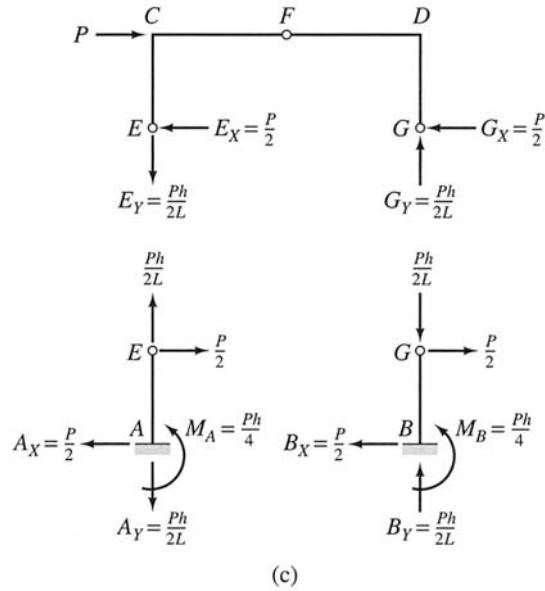 C F D
P
E E_X = P/2 G G_X = P/2
E_Y = Ph/2L G_Y = Ph/2L
Ph/2L Ph/2L
E P/2 G P/2
A_X = P/2 A M_A = Ph/4 B_X = P/2 B M_B = Ph/4
A_Y = Ph/2L B_Y = Ph/2L
(c)